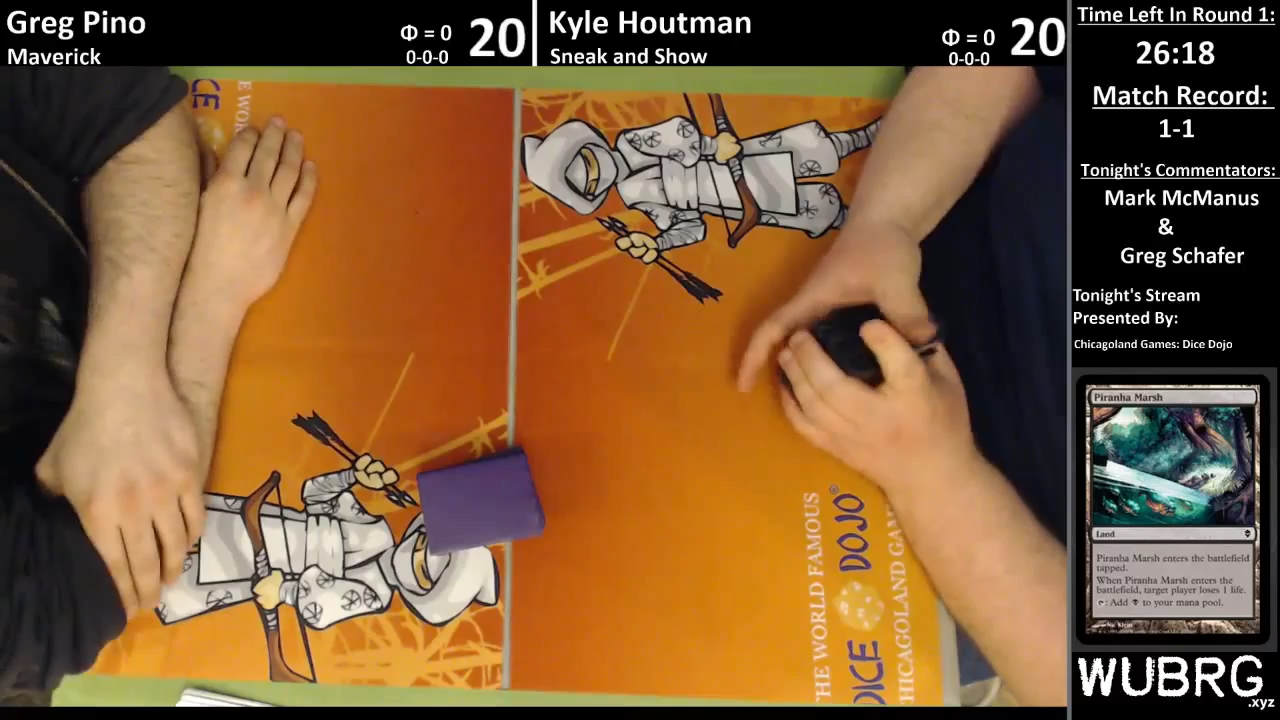 Greg Pino
Maverick
Φ = 0
0-0-0
20
Kyle Houtman
Sneak and Show
Φ = 0
0-0-0
20
Time Left In Round 1:
26:18
Match Record:
1-1
Tonight's Commentators:
Mark McManus
&
Greg Schafer
Tonight's Stream
Presented By:
Chicagoland Games: Dice Dojo
Piranha Marsh
Land
Piranha Marsh enters the battlefield
tapped.
When Piranha Marsh enters the
battlefield, target player loses 1 life.
: Add to your mana pool.
WUBRG
.xyz
CE
E WOR
THE WORLD FAMOUS
DICE DOJO®
CHICAGOLAND GAME